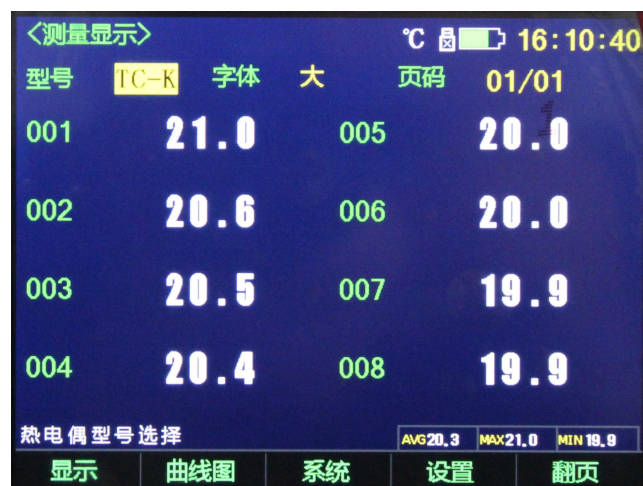 〈测量显示〉 ℃ 16:10:40
型号 TC-K 字体 大 页码 01/01
001 21.0 005 20.0
002 20.6 006 20.0
003 20.5 007 19.9
004 20.4 008 19.9
热电偶型号选择 AVG20.3 MAX21.0 MIN19.9
显示 曲线图 系统 设置 翻页